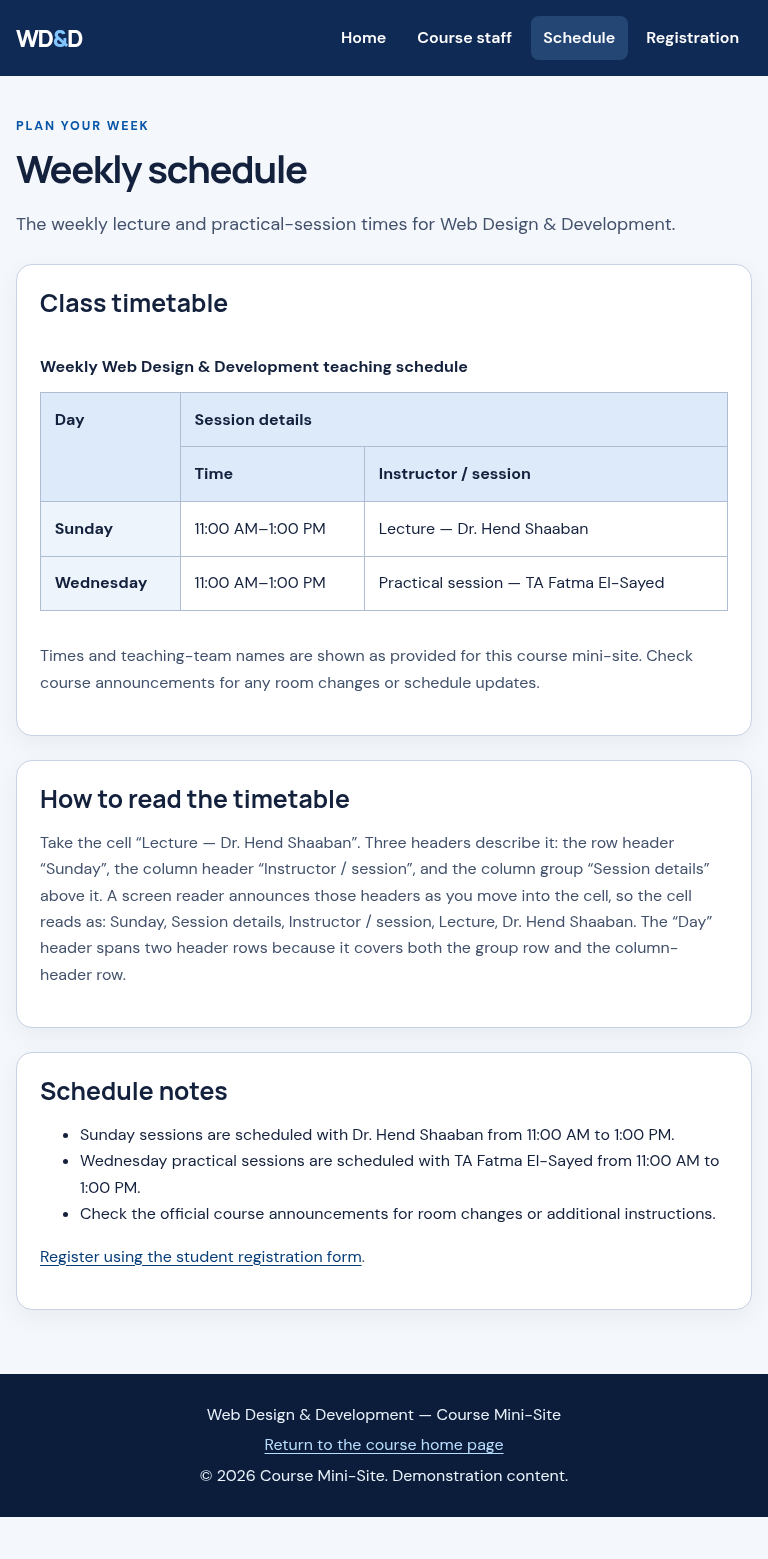 WD&D
Home Course staff Schedule Registration
PLAN YOUR WEEK
Weekly schedule
The weekly lecture and practical-session times for Web Design & Development.
Class timetable
Weekly Web Design & Development teaching schedule
Day Session details
Time Instructor / session
Sunday 11:00 AM–1:00 PM Lecture — Dr. Hend Shaaban
Wednesday 11:00 AM–1:00 PM Practical session — TA Fatma El-Sayed
Times and teaching-team names are shown as provided for this course mini-site. Check
course announcements for any room changes or schedule updates.
How to read the timetable
Take the cell “Lecture — Dr. Hend Shaaban”. Three headers describe it: the row header
“Sunday”, the column header “Instructor / session”, and the column group “Session details”
above it. A screen reader announces those headers as you move into the cell, so the cell
reads as: Sunday, Session details, Instructor / session, Lecture, Dr. Hend Shaaban. The “Day”
header spans two header rows because it covers both the group row and the column-
header row.
Schedule notes
• Sunday sessions are scheduled with Dr. Hend Shaaban from 11:00 AM to 1:00 PM.
• Wednesday practical sessions are scheduled with TA Fatma El-Sayed from 11:00 AM to
1:00 PM.
• Check the official course announcements for room changes or additional instructions.
Register using the student registration form.
Web Design & Development — Course Mini-Site
Return to the course home page
© 2026 Course Mini-Site. Demonstration content.